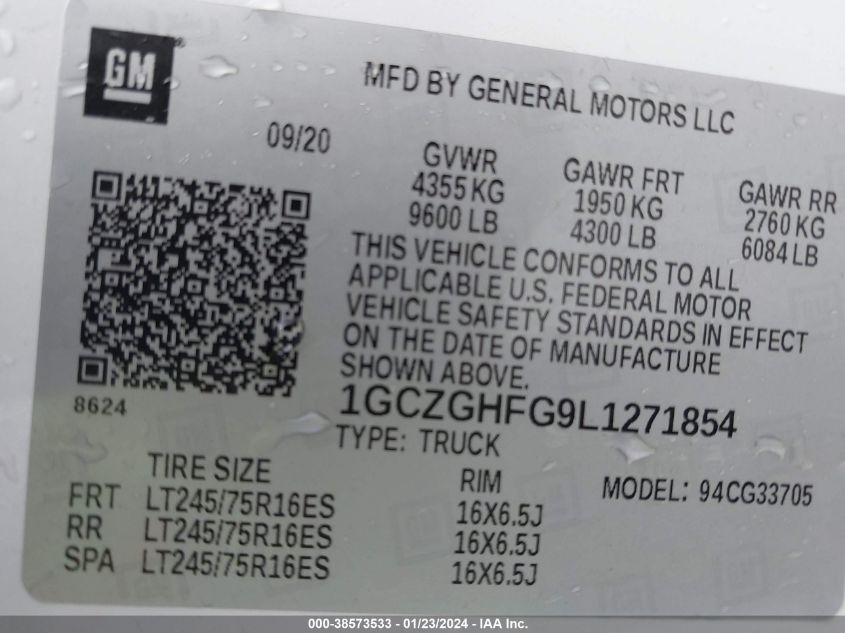 GM
MFD BY GENERAL MOTORS LLC
09/20
GVWR
4355 KG
9600 LB
GAWR FRT
1950 KG
4300 LB
GAWR RR
2760 KG
6084 LB
THIS VEHICLE CONFORMS TO ALL
APPLICABLE U.S. FEDERAL MOTOR
VEHICLE SAFETY STANDARDS IN EFFECT
ON THE DATE OF MANUFACTURE
SHOWN ABOVE.
8624
1GCZGHFG9L1271854
TYPE: TRUCK
MODEL: 94CG33705
TIRE SIZE RIM
FRT LT245/75R16ES 16X6.5J
RR LT245/75R16ES 16X6.5J
SPA LT245/75R16ES 16X6.5J
000-38573533 - 01/23/2024 - IAA Inc.